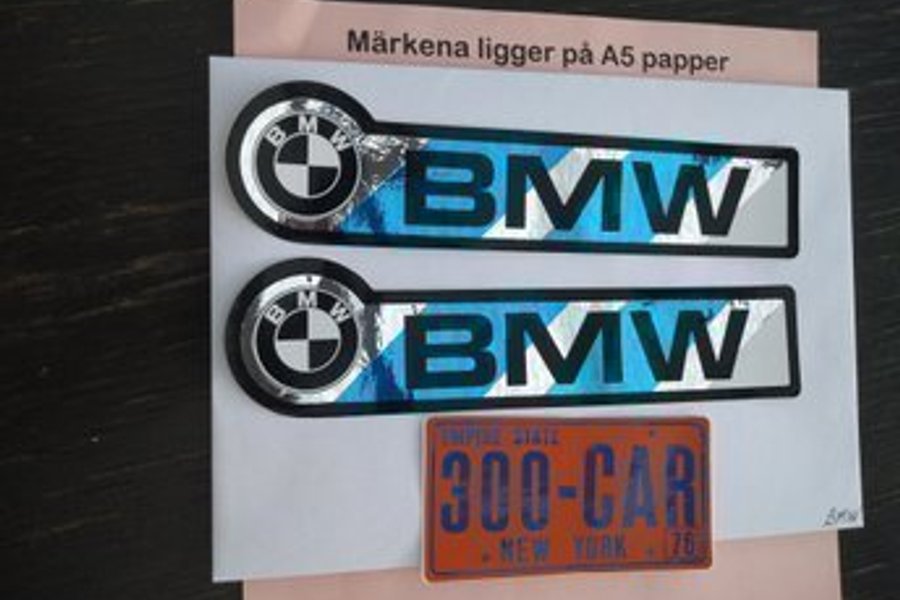 Märkena ligger på A5 papper
BMW
BMW
BMW
BMW
EMPIRE STATE
300-CAR
NEW YORK 76
BMW